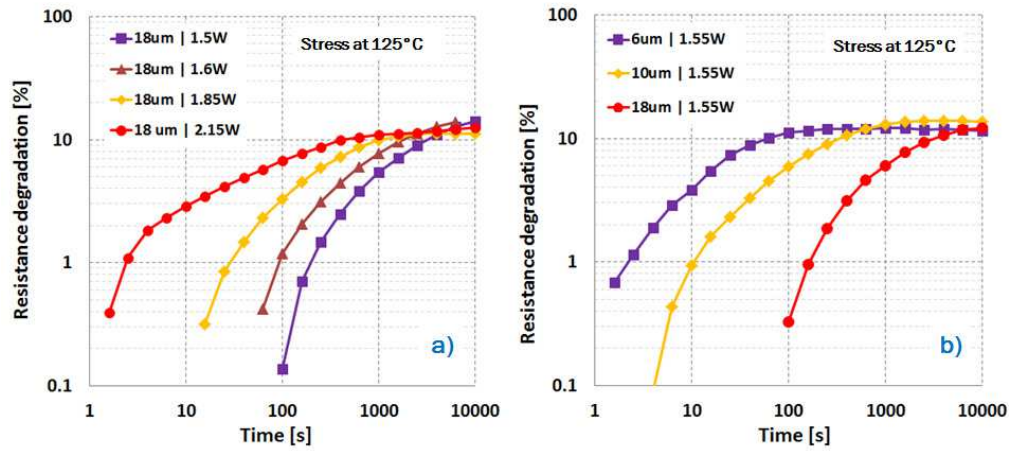 100
10
1
0.1
Resistance degradation [%]
18um | 1.5W
18um | 1.6W
18um | 1.85W
18 um | 2.15W
Stress at 125°C
a)
1 10 100 1000 10000
Time [s]
100
10
1
0.1
Resistance degradation [%]
6um | 1.55W
10um | 1.55W
18um | 1.55W
Stress at 125°C
b)
1 10 100 1000 10000
Time [s]